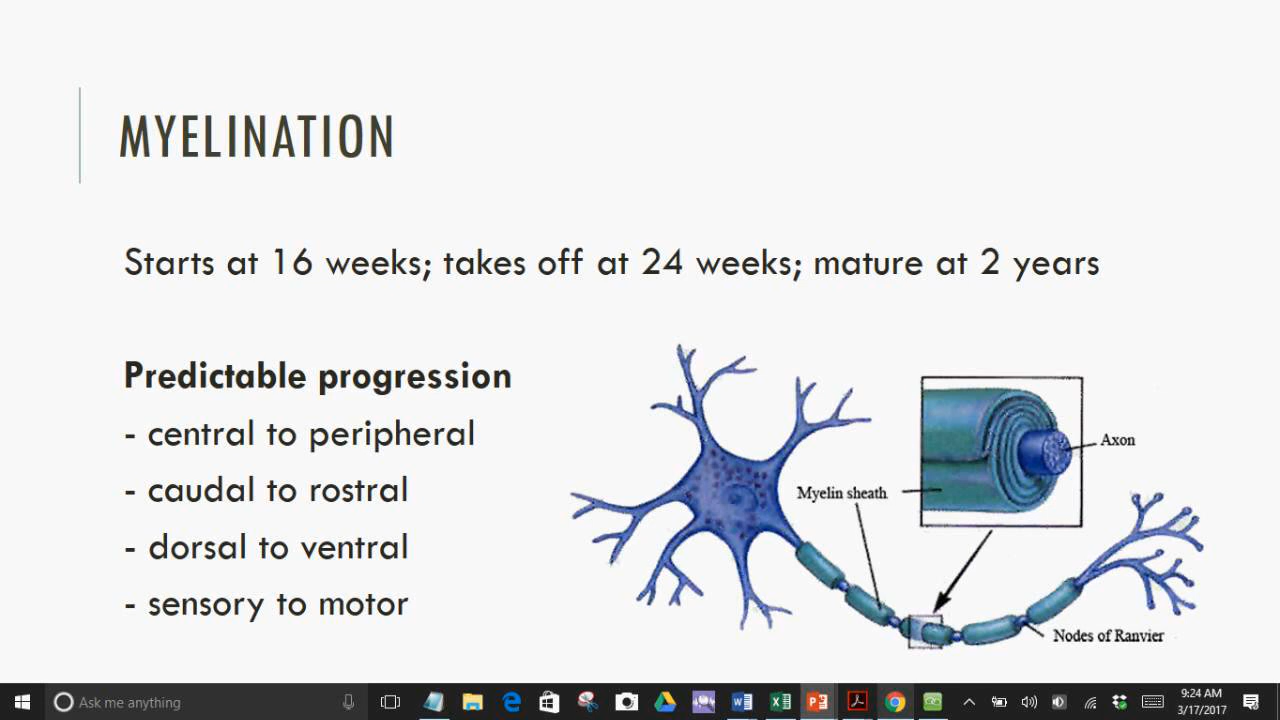 MYELINATION
Starts at 16 weeks; takes off at 24 weeks; mature at 2 years
Predictable progression
- central to peripheral
- caudal to rostral
- dorsal to ventral
- sensory to motor
Axon
Myelin sheath
Nodes of Ranvier
Ask me anything
9:24 AM
3/17/2017